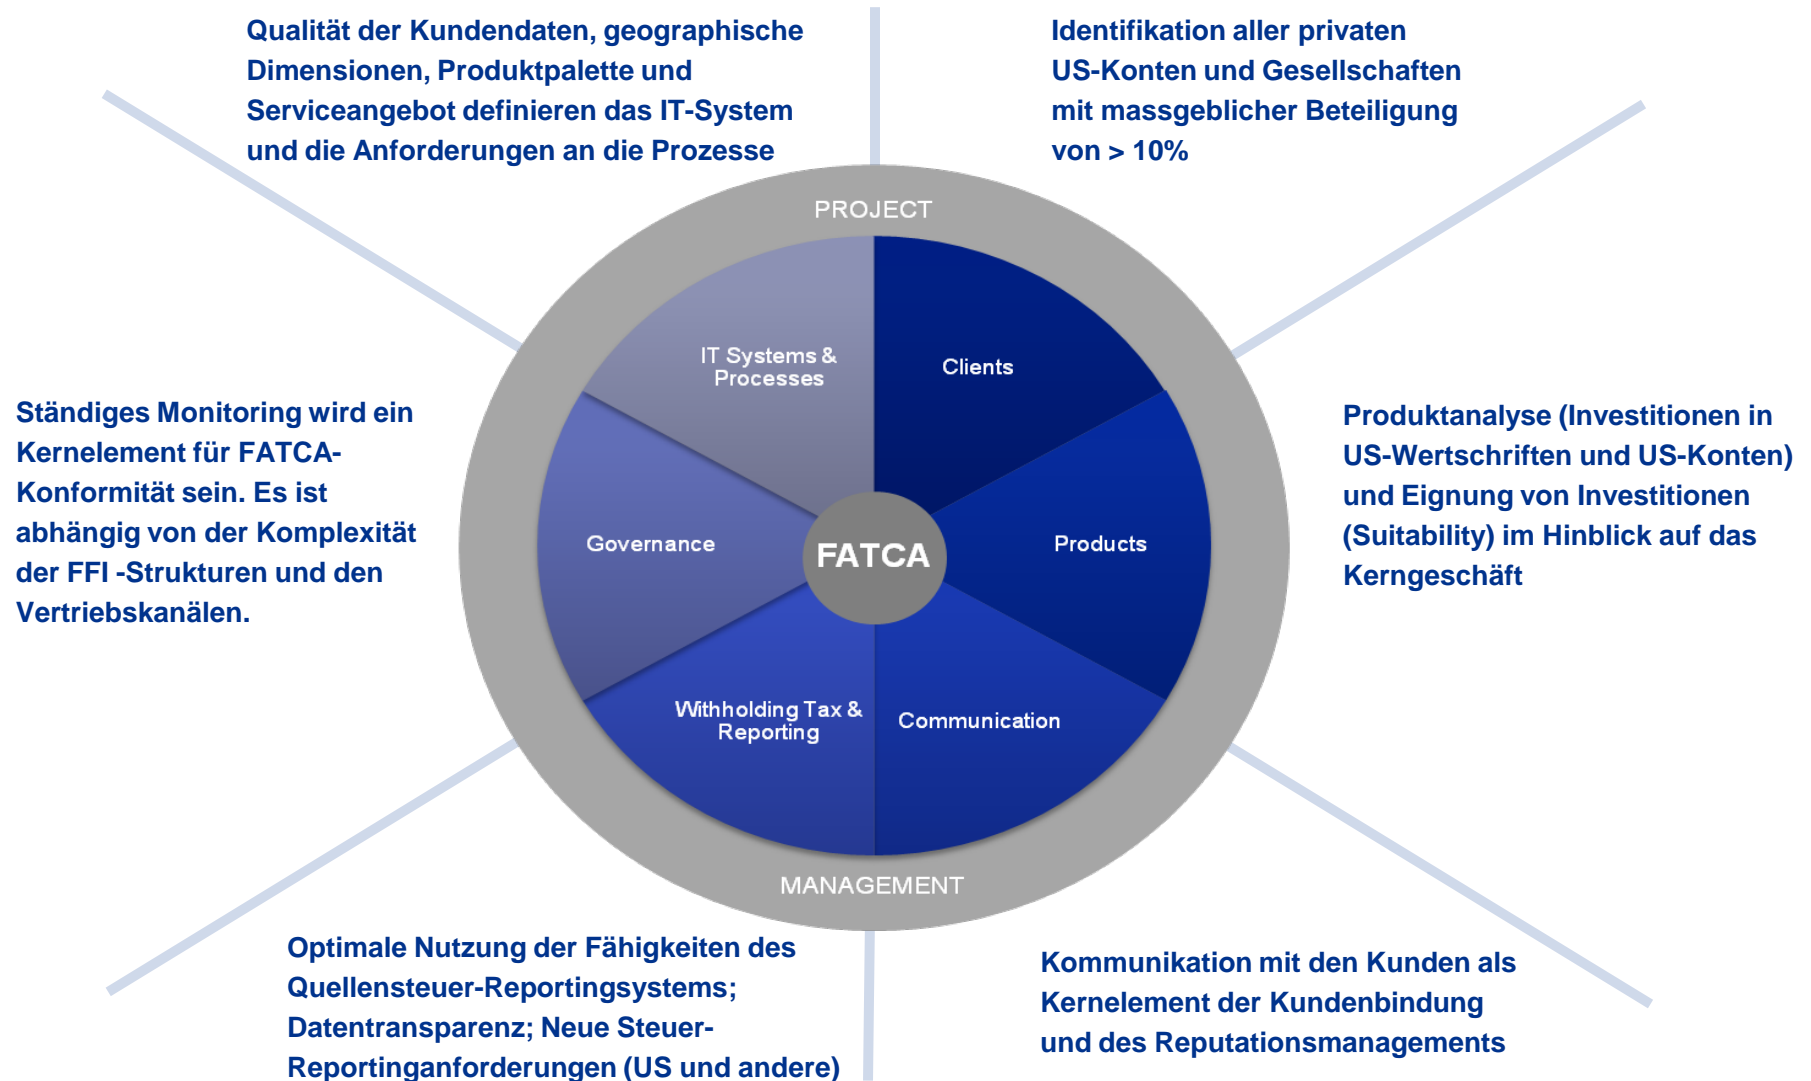 Qualität der Kundendaten, geographische
Dimensionen, Produktpalette und
Serviceangebot definieren das IT-System
und die Anforderungen an die Prozesse
Identifikation aller privaten
US-Konten und Gesellschaften
mit massgeblicher Beteiligung
von > 10%
PROJECT
IT Systems &
Processes
Clients
Ständiges Monitoring wird ein
Kernelement für FATCA-
Konformität sein. Es ist
abhängig von der Komplexität
der FFI -Strukturen und den
Vertriebskanälen.
Governance
FATCA
Products
Produktanalyse (Investitionen in
US-Wertschriften und US-Konten)
und Eignung von Investitionen
(Suitability) im Hinblick auf das
Kerngeschäft
Withholding Tax &
Reporting
Communication
MANAGEMENT
Optimale Nutzung der Fähigkeiten des
Quellensteuer-Reportingsystems;
Datentransparenz; Neue Steuer-
Reportinganforderungen (US und andere)
Kommunikation mit den Kunden als
Kernelement der Kundenbindung
und des Reputationsmanagements